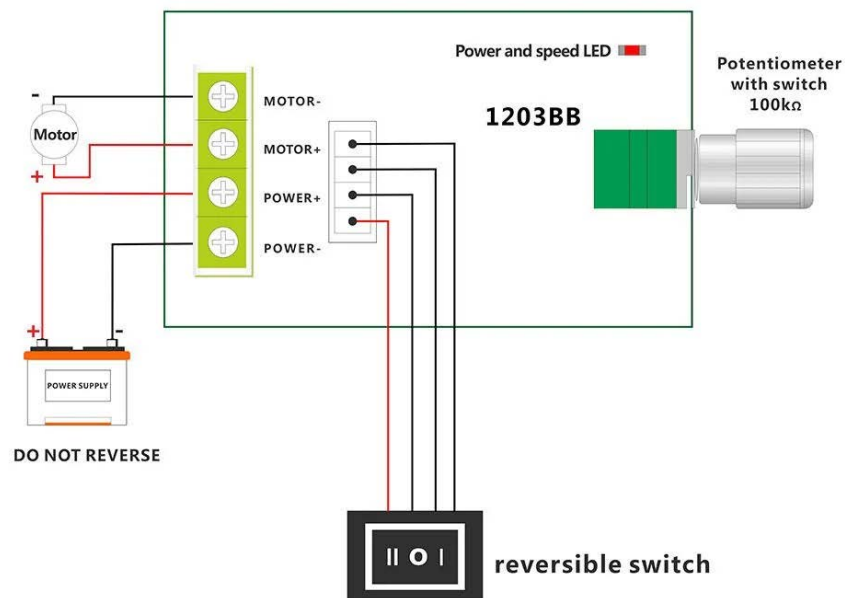 Power and speed LED
Potentiometer
with switch
100kΩ
1203BB
-
MOTOR-
Motor
MOTOR+
+
POWER+
POWER-
+ -
POWER SUPPLY
DO NOT REVERSE
II O I
reversible switch